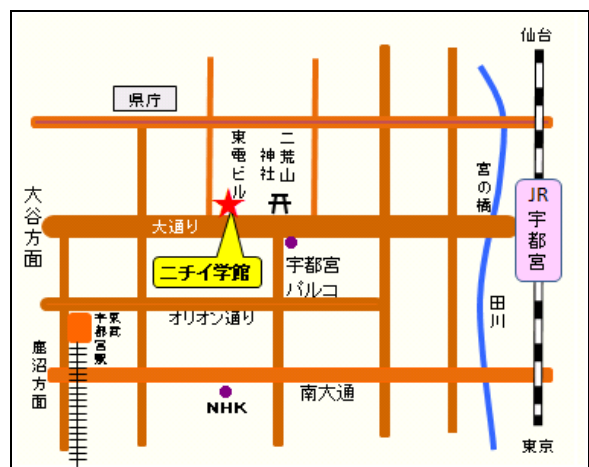 仙台
県庁
東電ビル
二荒山
神社
宮の橋
JR
宇都宮
大谷方面
大通り
ニチイ学館
宇都宮
パルコ
田川
オリオン通り
東武
宇都宮駅
鹿沼方面
南大通
NHK
東京